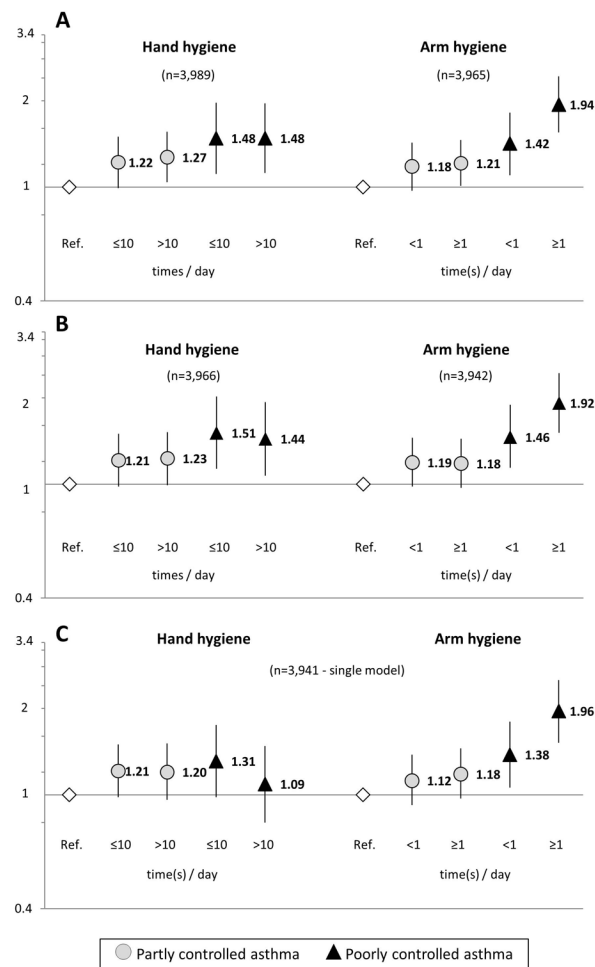 A
3.4
Hand hygiene Arm hygiene
(n=3,989) (n=3,965)
2
1.94
1.48 1.48
1.42
1.22 1.27
1.18 1.21
1
Ref. ≤10 >10 ≤10 >10 Ref. <1 ≥1 <1 ≥1
times / day time(s) / day
0.4
B
3.4
Hand hygiene Arm hygiene
(n=3,966) (n=3,942)
2
1.92
1.51 1.44
1.46
1.21 1.23
1.19 1.18
1
Ref. ≤10 >10 ≤10 >10 Ref. <1 ≥1 <1 ≥1
times / day time(s) / day
0.4
C
3.4
Hand hygiene Arm hygiene
(n=3,941 - single model)
2
1.96
1.31
1.38
1.21 1.20
1.09
1.12 1.18
1
Ref. ≤10 >10 ≤10 >10 Ref. <1 ≥1 <1 ≥1
time(s) / day time(s) / day
0.4
Partly controlled asthma Poorly controlled asthma